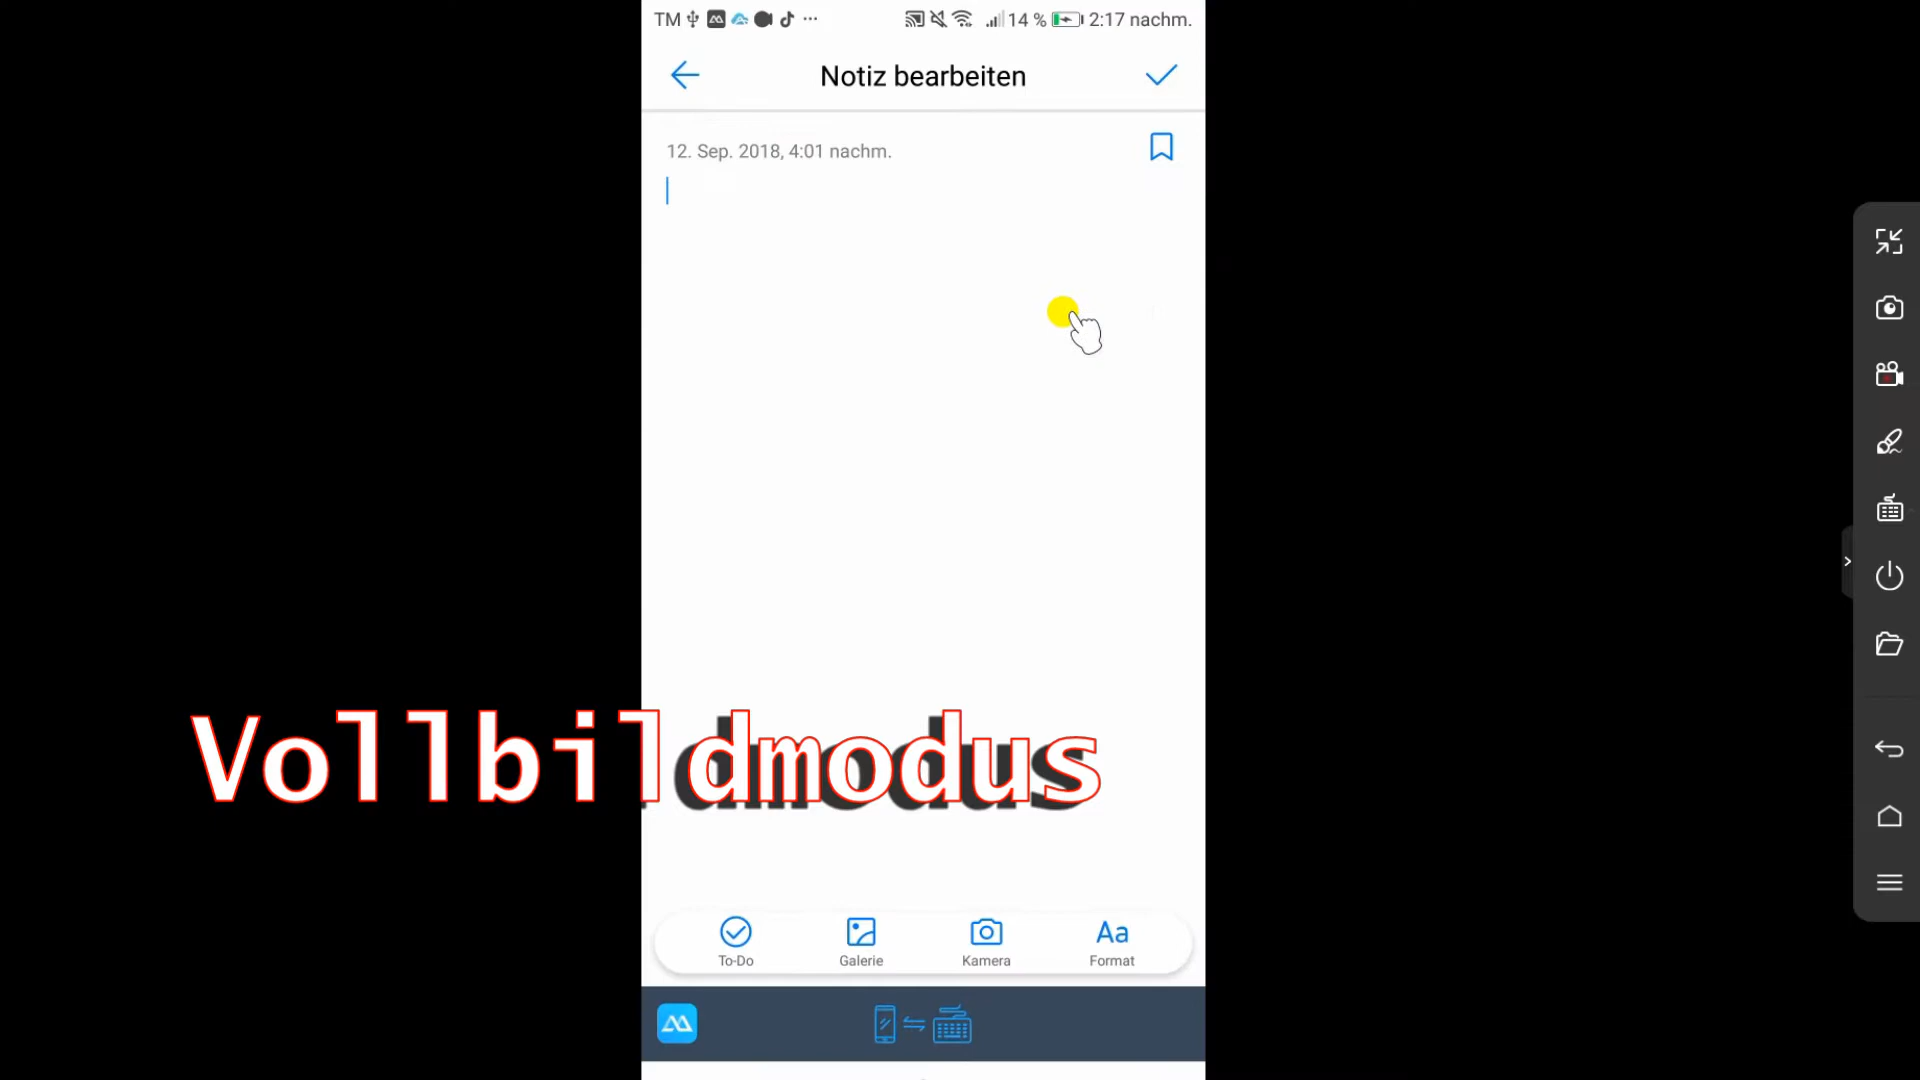 TM ... 14 % 2:17 nachm.
Notiz bearbeiten
12. Sep. 2018, 4:01 nachm.
Vollbildmodus
Aa
To-Do Galerie Kamera Format